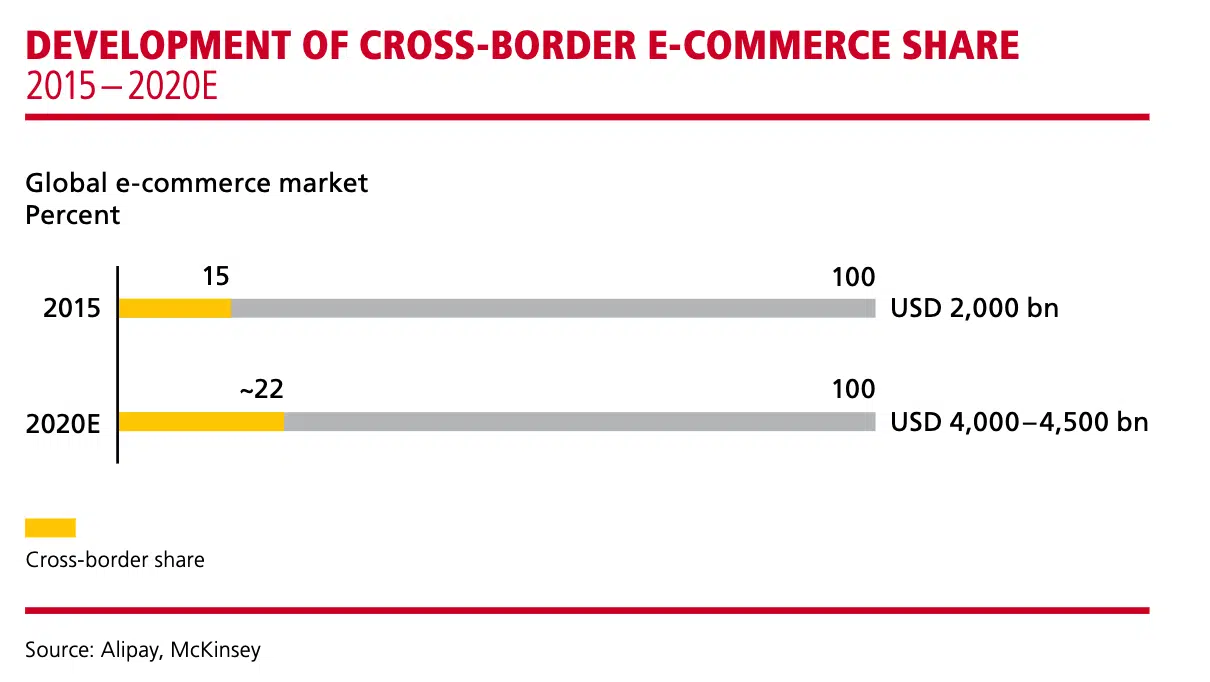 DEVELOPMENT OF CROSS-BORDER E-COMMERCE SHARE
2015–2020E
Global e-commerce market
Percent
15
100
2015
USD 2,000 bn
~22
100
2020E
USD 4,000–4,500 bn
Cross-border share
Source: Alipay, McKinsey